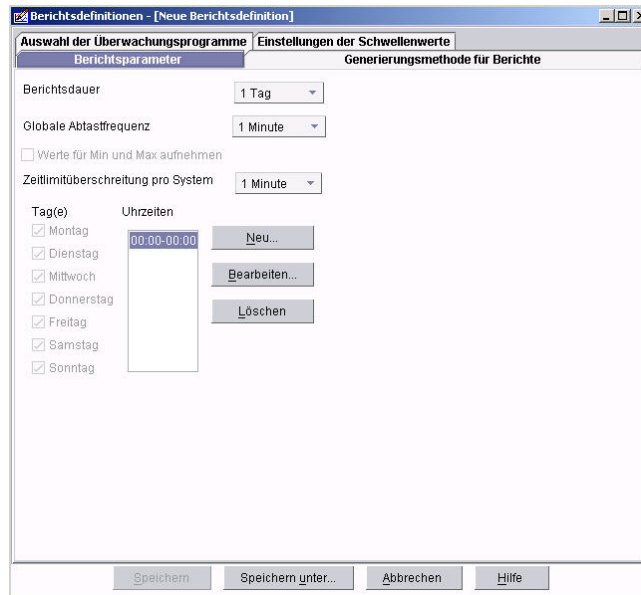 Berichtsdefinitionen - [Neue Berichtsdefinition]
Auswahl der Überwachungsprogramme Einstellungen der Schwellenwerte
Berichtsparameter Generierungsmethode für Berichte
Berichtsdauer 1 Tag
Globale Abtastfrequenz 1 Minute
Werte für Min und Max aufnehmen
Zeitlimitüberschreitung pro System 1 Minute
Tag(e) Uhrzeiten
Montag 00:00-00:00 Neu...
Dienstag
Mittwoch Bearbeiten...
Donnerstag Löschen
Freitag
Samstag
Sonntag
Speichern Speichern unter... Abbrechen Hilfe